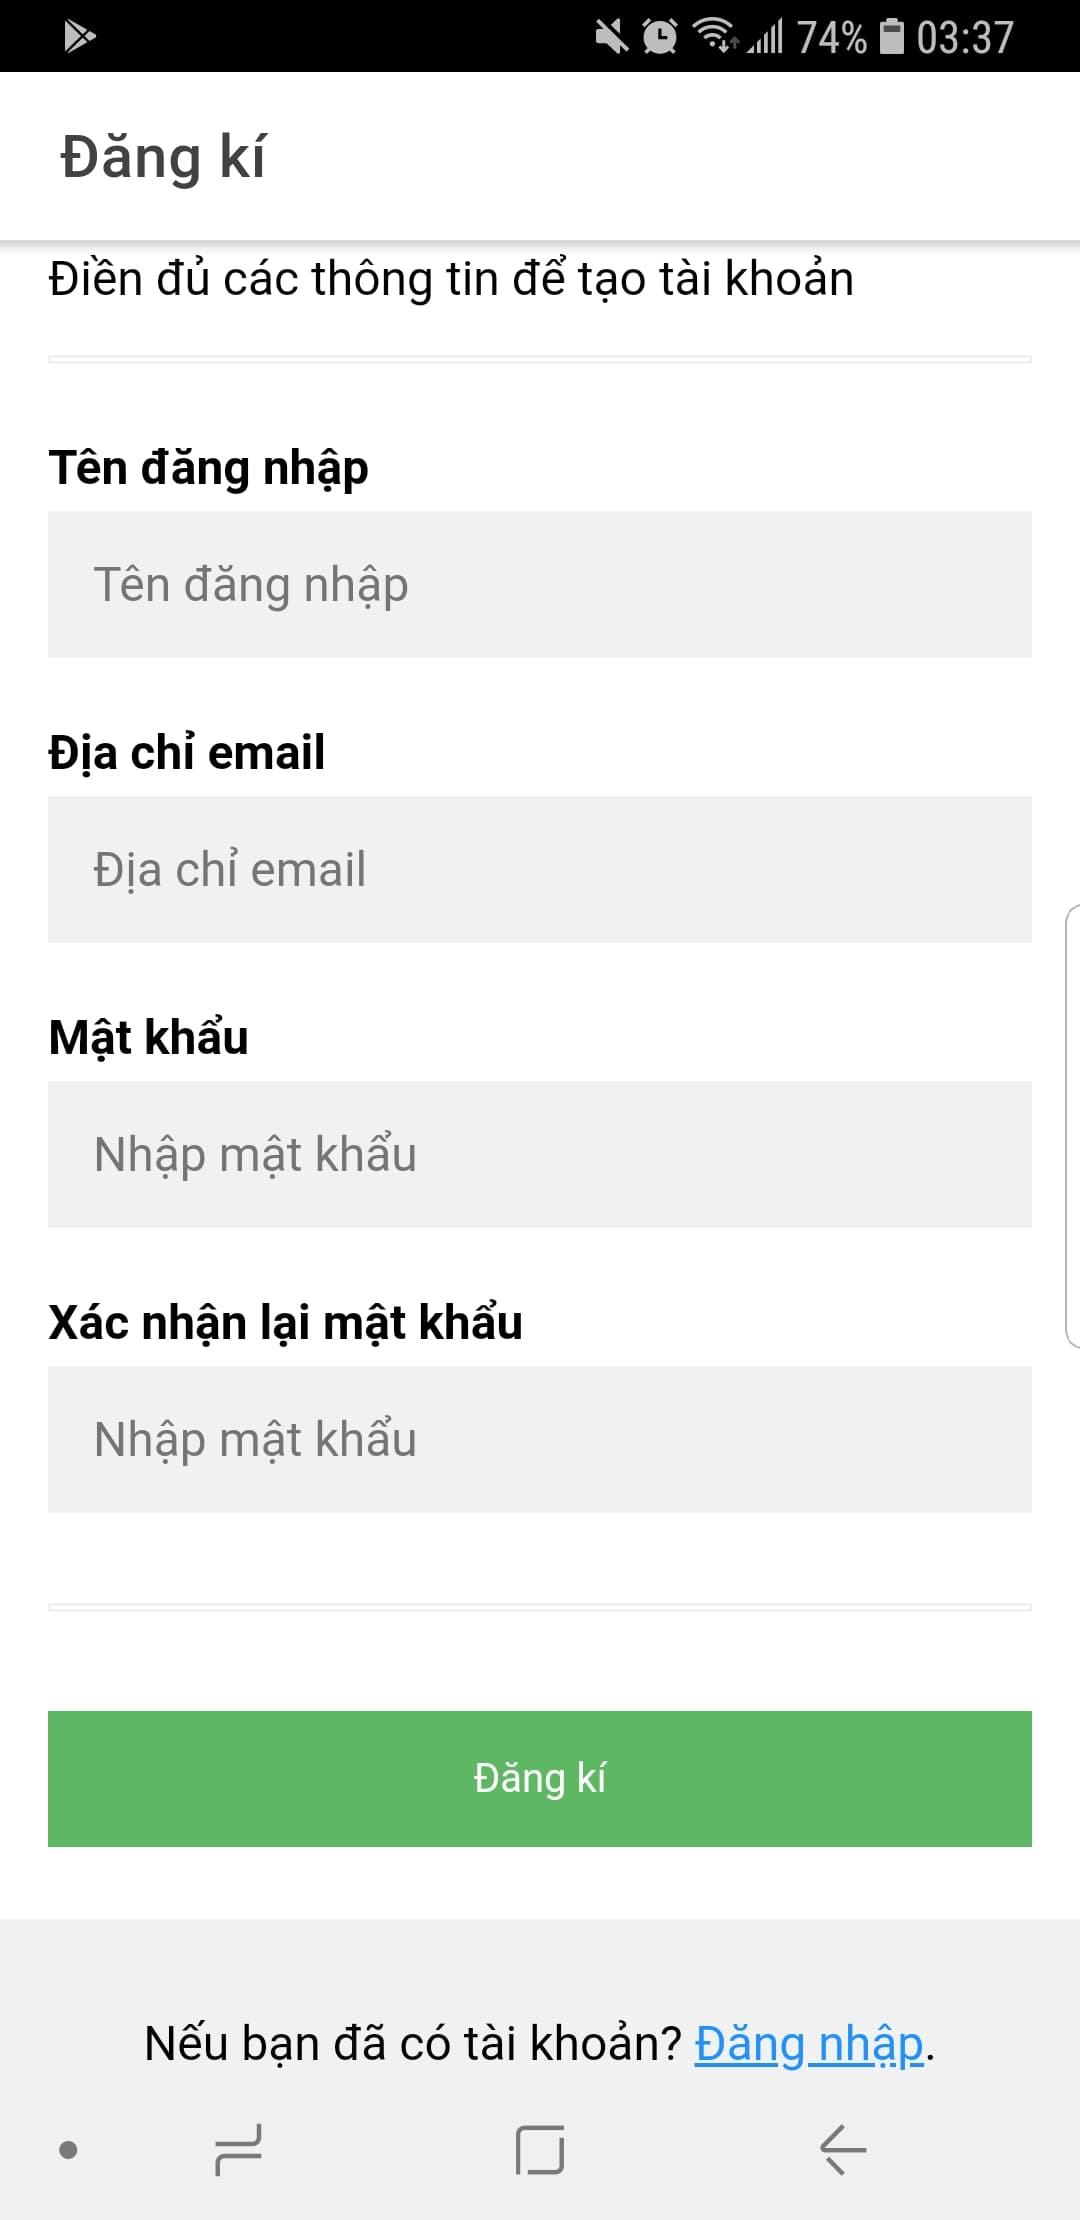 74% 03:37
Đăng kí
Điền đủ các thông tin để tạo tài khoản
Tên đăng nhập
Tên đăng nhập
Địa chỉ email
Địa chỉ email
Mật khẩu
Nhập mật khẩu
Xác nhận lại mật khẩu
Nhập mật khẩu
Đăng kí
Nếu bạn đã có tài khoản? Đăng nhập.